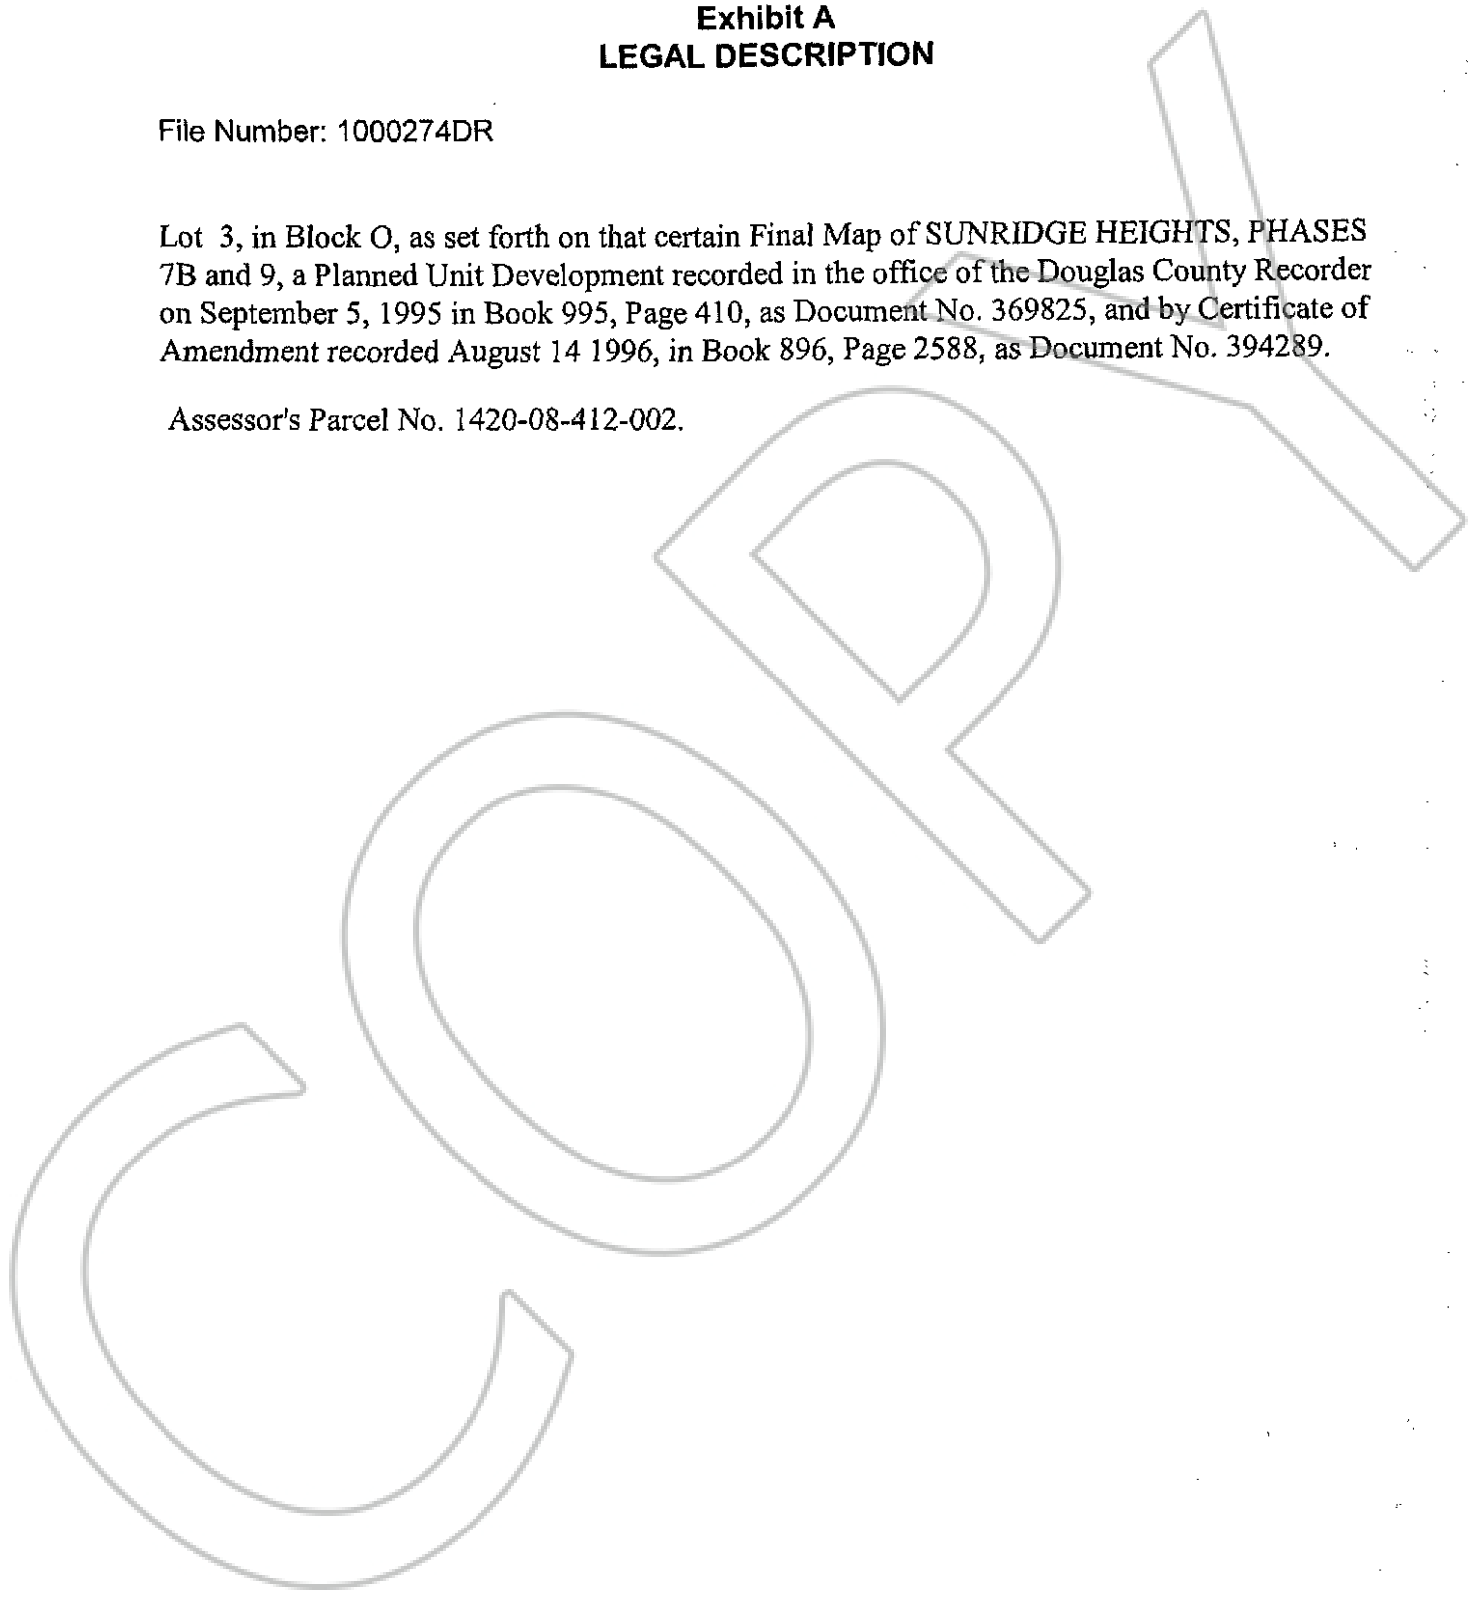 Exhibit A
LEGAL DESCRIPTION
File Number: 1000274DR
Lot 3, in Block O, as set forth on that certain Final Map of SUNRIDGE HEIGHTS, PHASES
7B and 9, a Planned Unit Development recorded in the office of the Douglas County Recorder
on September 5, 1995 in Book 995, Page 410, as Document No. 369825, and by Certificate of
Amendment recorded August 14 1996, in Book 896, Page 2588, as Document No. 394289.
Assessor's Parcel No. 1420-08-412-002.
COPY